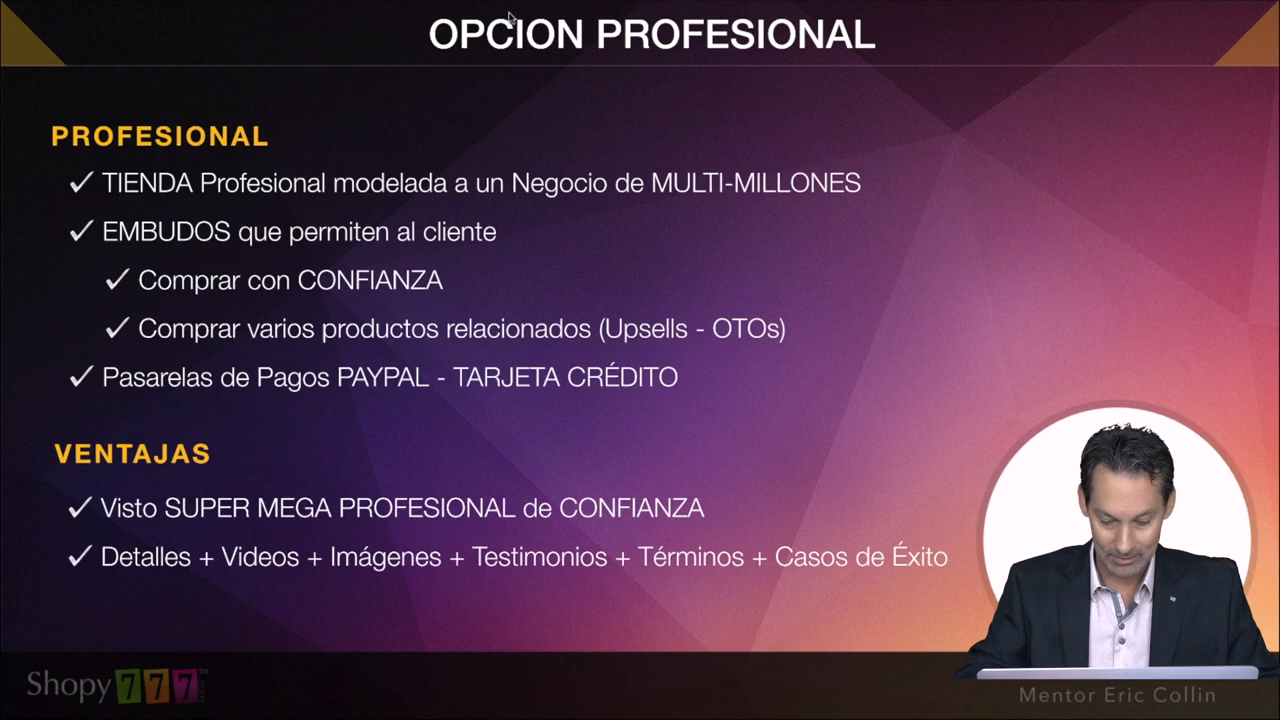 OPCION PROFESIONAL
PROFESIONAL
✓ TIENDA Profesional modelada a un Negocio de MULTI-MILLONES
✓ EMBUDOS que permiten al cliente
✓ Comprar con CONFIANZA
✓ Comprar varios productos relacionados (Upsells - OTOs)
✓ Pasarelas de Pagos PAYPAL - TARJETA CRÉDITO
VENTAJAS
✓ Visto SUPER MEGA PROFESIONAL de CONFIANZA
✓ Detalles + Videos + Imágenes + Testimonios + Términos + Casos de Éxito
Shopy 777™
Mentor Eric Collin